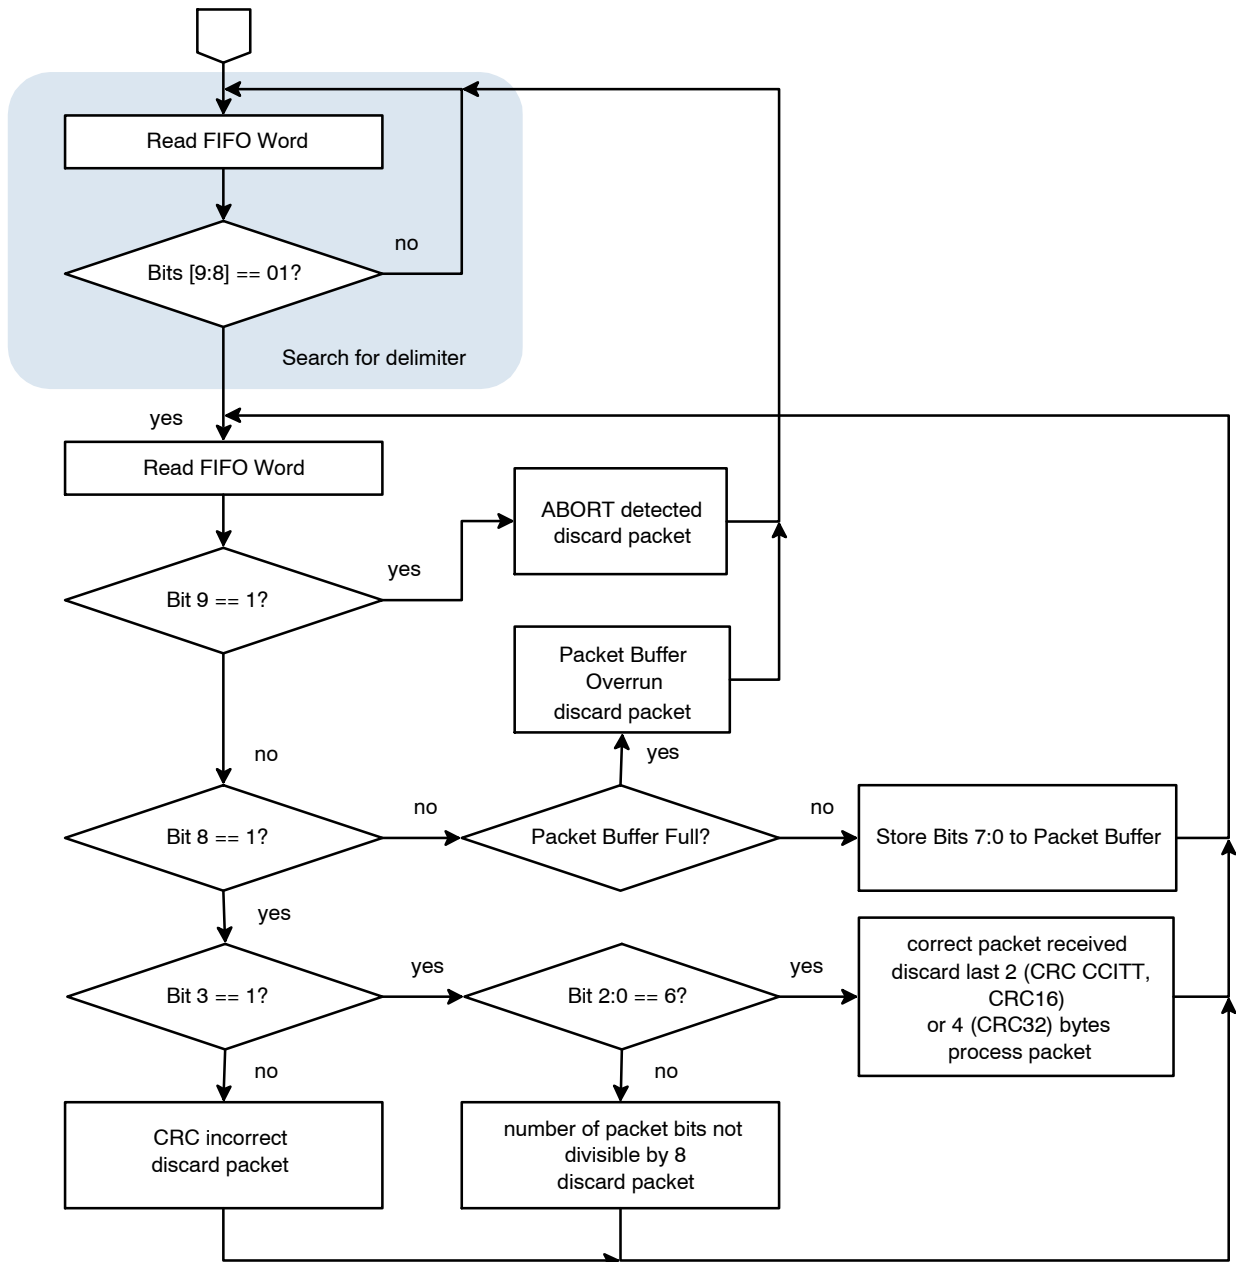 Read FIFO Word
no
Bits [9:8] == 01?
Search for delimiter
yes
Read FIFO Word
ABORT detected
discard packet
yes
Bit 9 == 1?
Packet Buffer
Overrun
discard packet
no
yes
no
no
Bit 8 == 1?
Packet Buffer Full?
Store Bits 7:0 to Packet Buffer
yes
yes
yes
Bit 3 == 1?
Bit 2:0 == 6?
correct packet received
discard last 2 (CRC CCITT,
CRC16)
or 4 (CRC32) bytes
process packet
no
no
CRC incorrect
discard packet
number of packet bits not
divisible by 8
discard packet